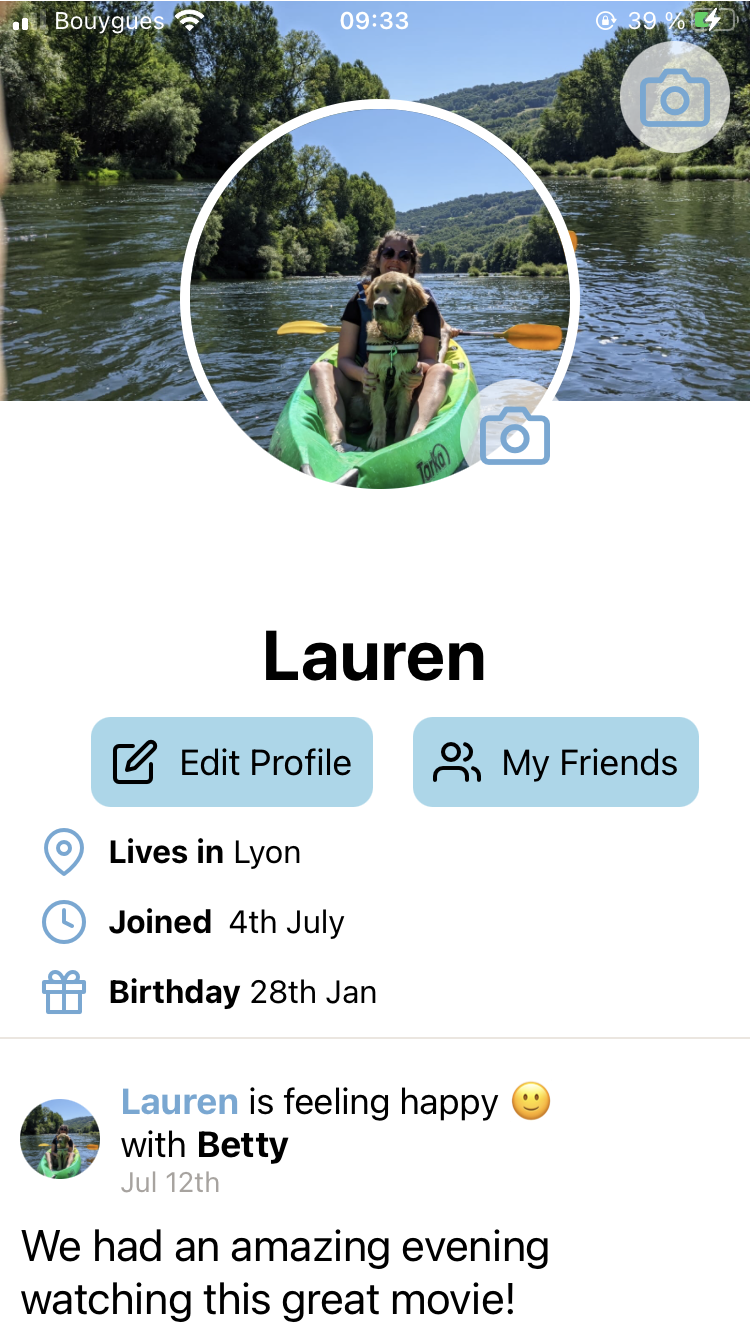 Bouygues 09:33 39 %
Tarka
Lauren
Edit Profile My Friends
Lives in Lyon
Joined 4th July
Birthday 28th Jan
Lauren is feeling happy 🙂
with Betty
Jul 12th
We had an amazing evening
watching this great movie!